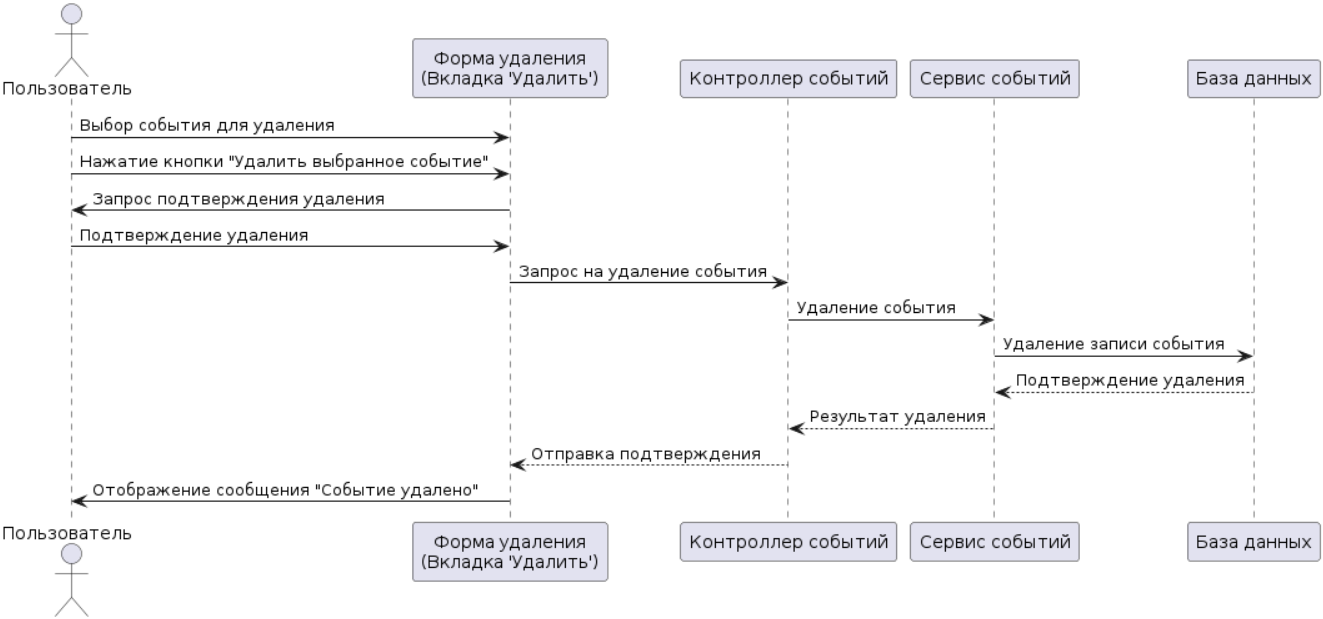 Пользователь
Форма удаления
(Вкладка 'Удалить')
Контроллер событий
Сервис событий
База данных
Выбор события для удаления
Нажатие кнопки "Удалить выбранное событие"
Запрос подтверждения удаления
Подтверждение удаления
Запрос на удаление события
Удаление события
Удаление записи события
Подтверждение удаления
Результат удаления
Отправка подтверждения
Отображение сообщения "Событие удалено"
Пользователь
Форма удаления
(Вкладка 'Удалить')
Контроллер событий
Сервис событий
База данных